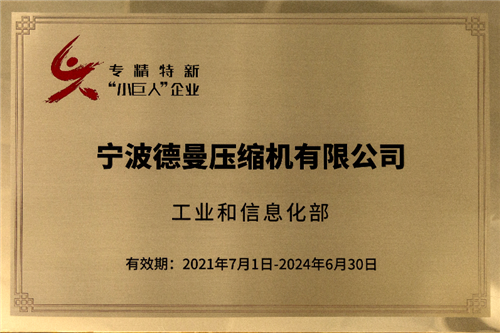 专精特新
“小巨人”企业
宁波德曼压缩机有限公司
工业和信息化部
有效期：2021年7月1日-2024年6月30日